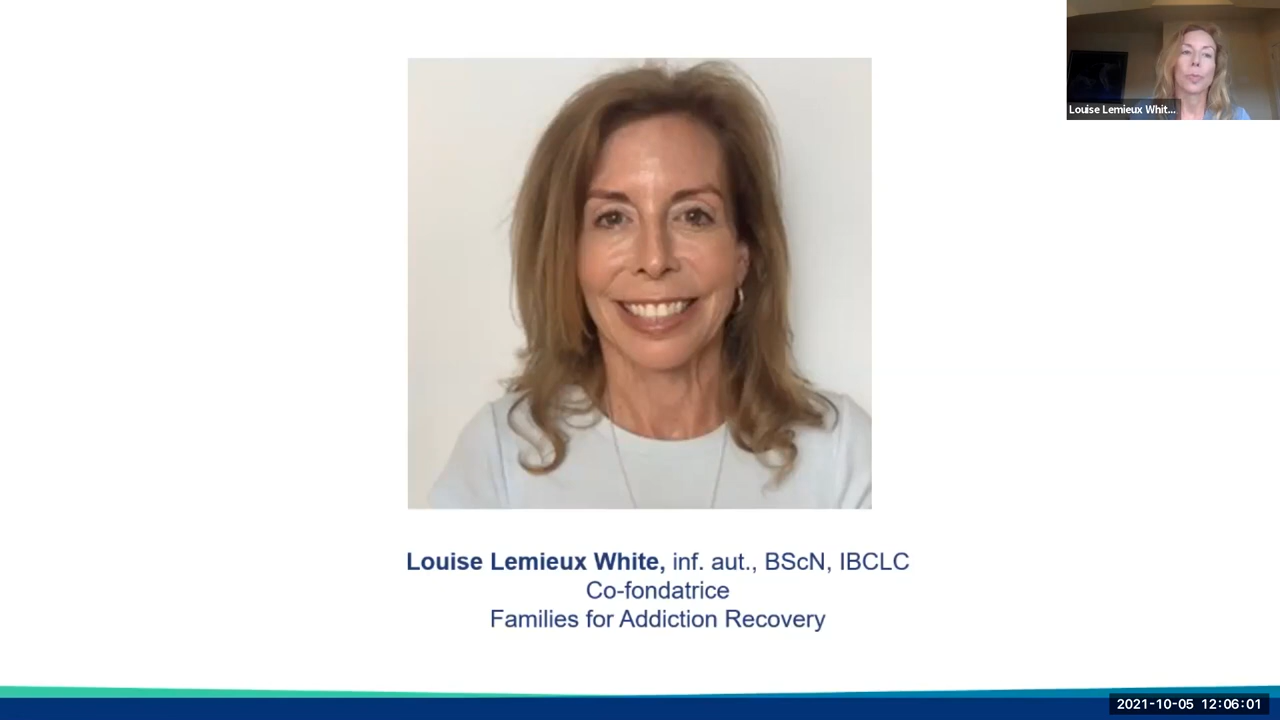 Louise Lemieux Whit...
Louise Lemieux White, inf. aut., BScN, IBCLC
Co-fondatrice
Families for Addiction Recovery
2021-10-05 12:06:01